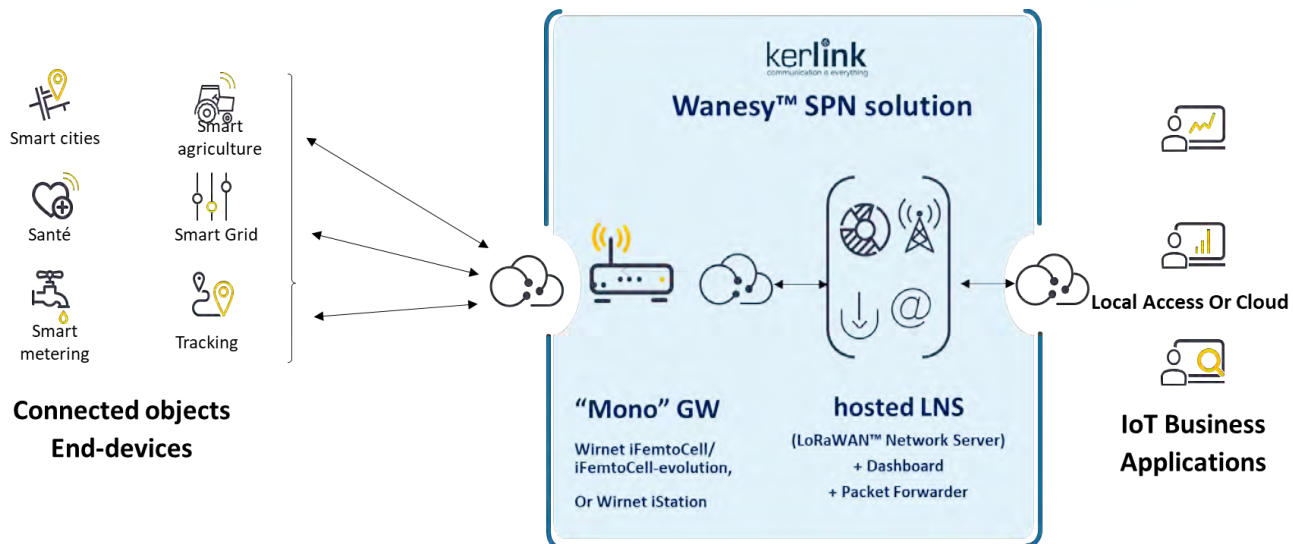 kerlink
communication is everything
Wanesy™ SPN solution
Smart cities
Smart
agriculture
Santé
Smart Grid
Smart
metering
Tracking
Connected objects
End-devices
@
"Mono" GW
Wirnet iFemtoCell/
iFemtoCell-evolution,
Or Wirnet iStation
hosted LNS
(LoRaWAN™ Network Server)
+ Dashboard
+ Packet Forwarder
Local Access Or Cloud
IoT Business
Applications